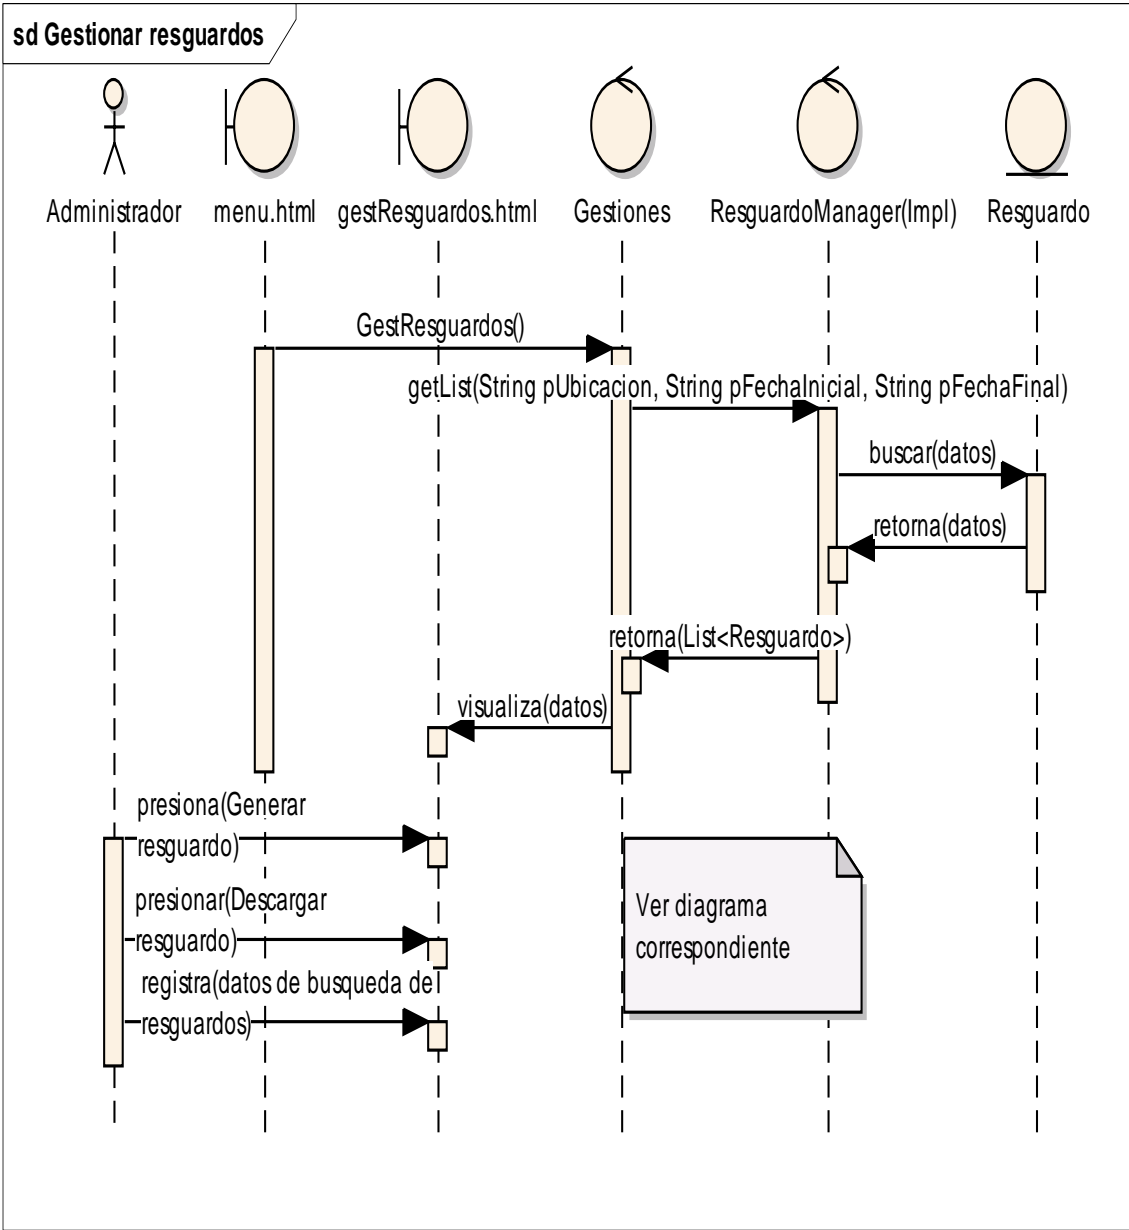 sd Gestionar resguardos
Administrador
menu.html
gestResguardos.html
Gestiones
ResguardoManager(Impl)
Resguardo
GestResguardos()
getList(String pUbicacion, String pFechaInicial, String pFechaFinal)
buscar(datos)
retorna(datos)
retorna(List<Resguardo>)
visualiza(datos)
presiona(Generar
resguardo)
presionar(Descargar
resguardo)
registra(datos de busqueda de
resguardos)
Ver diagrama
correspondiente